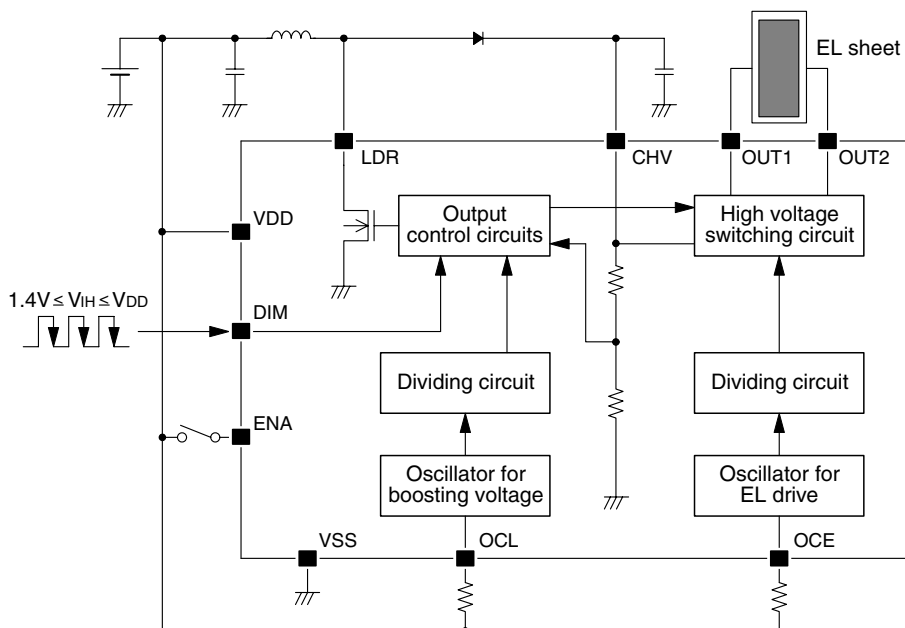 EL sheet
LDR
CHV
OUT1
OUT2
VDD
Output
control circuits
High voltage
switching circuit
1.4V ≤ VIH ≤ VDD
DIM
Dividing circuit
Dividing circuit
ENA
Oscillator for
boosting voltage
Oscillator for
EL drive
VSS
OCL
OCE